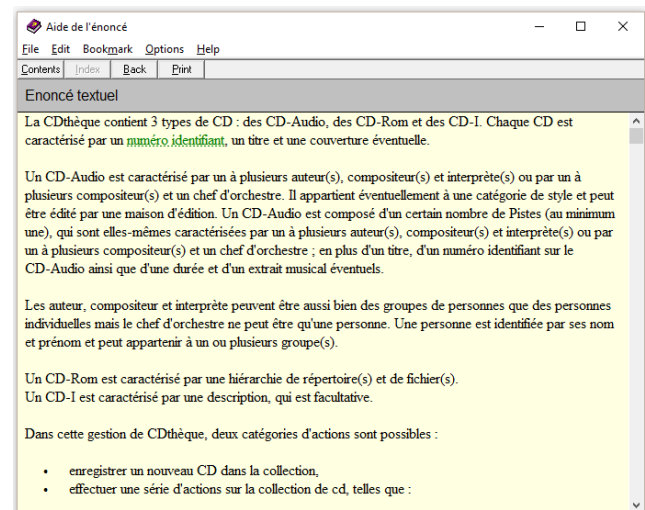 Aide de l'énoncé
File Edit Bookmark Options Help
Contents Index Back Print
Enoncé textuel
La CDthèque contient 3 types de CD : des CD-Audio, des CD-Rom et des CD-I. Chaque CD est
caractérisé par un numéro identifiant, un titre et une couverture éventuelle.
Un CD-Audio est caractérisé par un à plusieurs auteur(s), compositeur(s) et interprète(s) ou par un à
plusieurs compositeur(s) et un chef d'orchestre. Il appartient éventuellement à une catégorie de style et peut
être édité par une maison d'édition. Un CD-Audio est composé d'un certain nombre de Pistes (au minimum
une), qui sont elles-mêmes caractérisées par un à plusieurs auteur(s), compositeur(s) et interprète(s) ou par
un à plusieurs compositeur(s) et un chef d'orchestre ; en plus d'un titre, d'un numéro identifiant sur le
CD-Audio ainsi que d'une durée et d'un extrait musical éventuels.
Les auteur, compositeur et interprète peuvent être aussi bien des groupes de personnes que des personnes
individuelles mais le chef d'orchestre ne peut être qu'une personne. Une personne est identifiée par ses nom
et prénom et peut appartenir à un ou plusieurs groupe(s).
Un CD-Rom est caractérisé par une hiérarchie de répertoire(s) et de fichier(s).
Un CD-I est caractérisé par une description, qui est facultative.
Dans cette gestion de CDthèque, deux catégories d'actions sont possibles :
• enregistrer un nouveau CD dans la collection,
• effectuer une série d'actions sur la collection de cd, telles que :